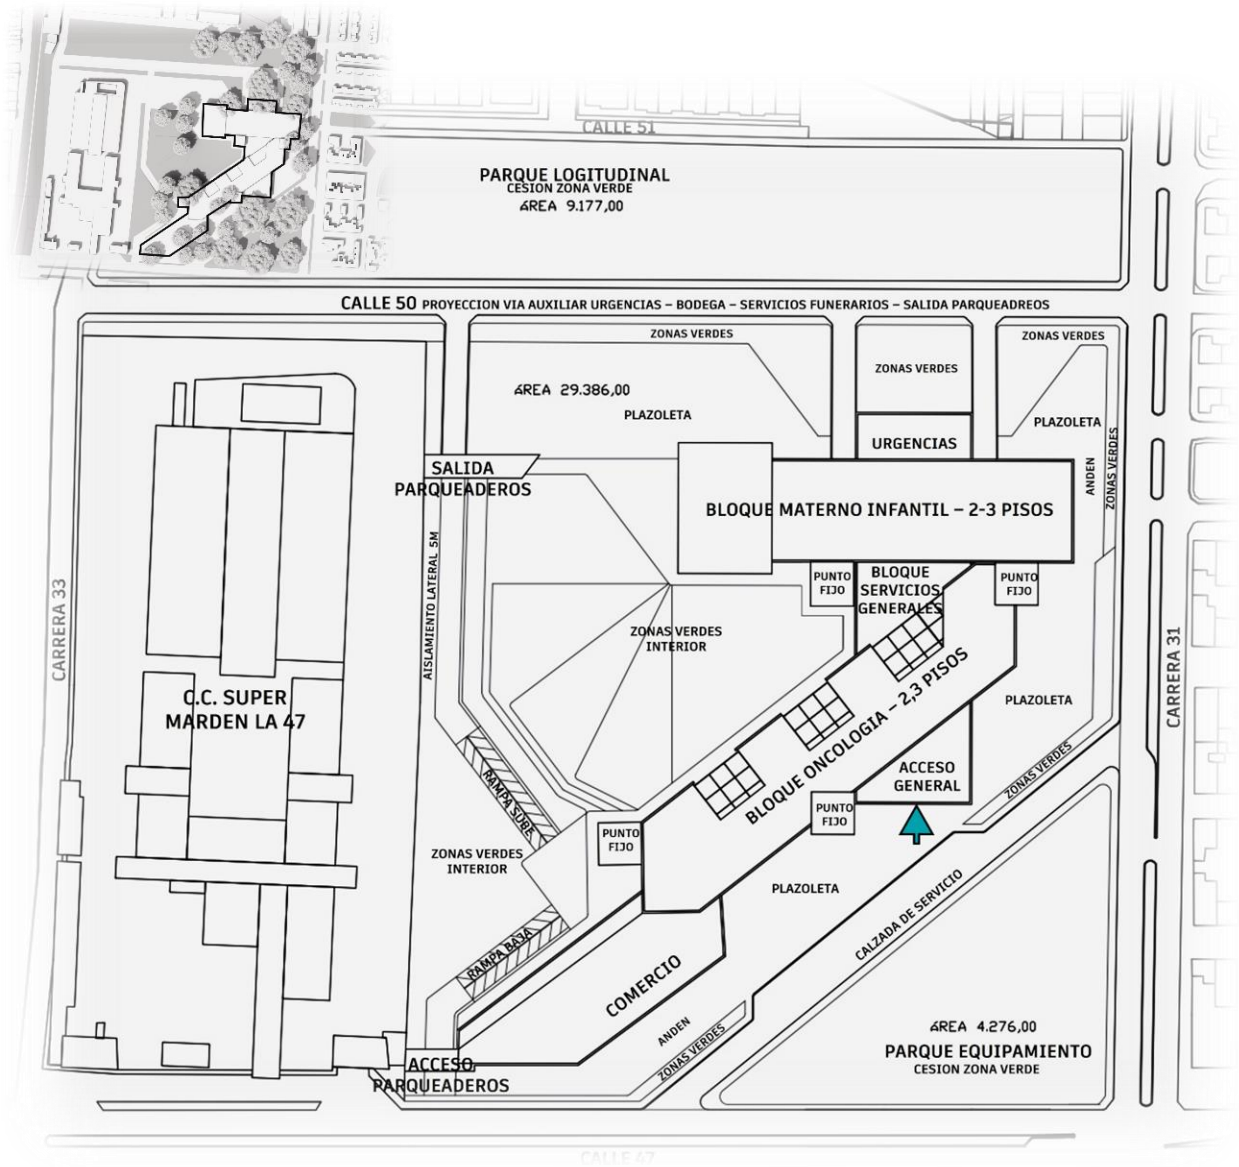 CALLE 51
PARQUE LOGITUDINAL
CESION ZONA VERDE
ÁREA 9.177,00
CALLE 50 PROYECCION VIA AUXILIAR URGENCIAS – BODEGA – SERVICIOS FUNERARIOS – SALIDA PARQUEADREOS
ZONAS VERDES
ZONAS VERDES
ZONAS VERDES
ÁREA 29.386,00
PLAZOLETA
PLAZOLETA
URGENCIAS
ZONAS VERDES
ANDEN
SALIDA
PARQUEADEROS
BLOQUE MATERNO INFANTIL – 2-3 PISOS
AISLAMIENTO LATERAL 5M
PUNTO
FIJO
BLOQUE
SERVICIOS
GENERALES
PUNTO
FIJO
CARRERA 33
ZONAS VERDES
INTERIOR
CARRERA 31
C.C. SUPER
MARDEN LA 47
BLOQUE ONCOLOGIA – 2,3 PISOS
PLAZOLETA
ACCESO
GENERAL
ZONAS VERDES
RAMPA SUBE
PUNTO
FIJO
PUNTO
FIJO
ZONAS VERDES
INTERIOR
PLAZOLETA
CALZADA DE SERVICIO
RAMPA BAJA
COMERCIO
ANDEN
ZONAS VERDES
ÁREA 4.276,00
PARQUE EQUIPAMIENTO
CESION ZONA VERDE
ACCESO
PARQUEADEROS
CALLE 47